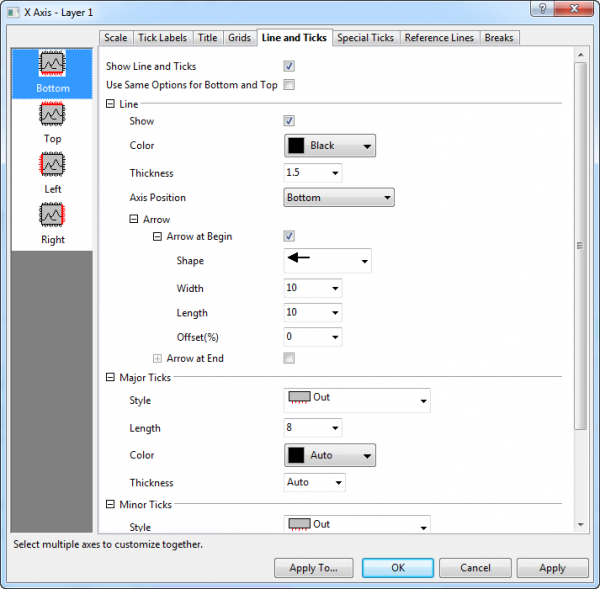 X Axis - Layer 1
Scale Tick Labels Title Grids Line and Ticks Special Ticks Reference Lines Breaks
Bottom
Top
Left
Right
Show Line and Ticks
Use Same Options for Bottom and Top
Line
Show
Color Black
Thickness 1.5
Axis Position Bottom
Arrow
Arrow at Begin
Shape
Width 10
Length 10
Offset(%) 0
Arrow at End
Major Ticks
Style Out
Length 8
Color Auto
Thickness Auto
Minor Ticks
Style Out
Select multiple axes to customize together.
Apply To... OK Cancel Apply